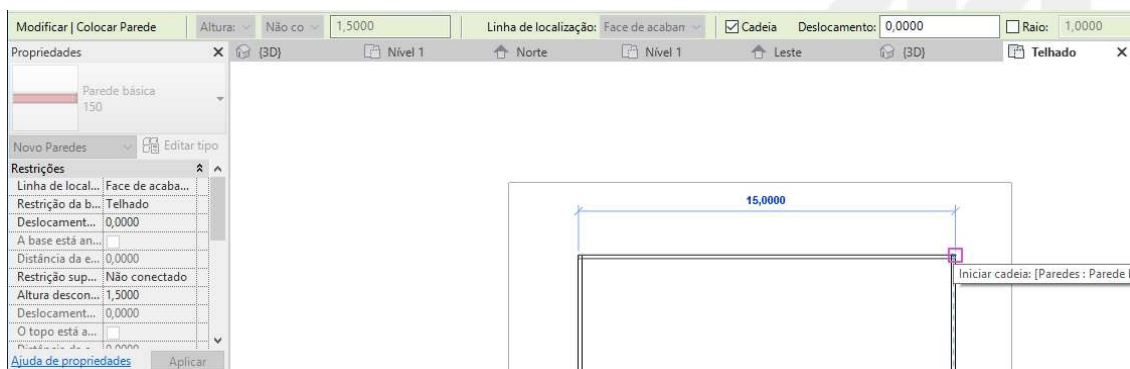 Modificar | Colocar Parede Altura: Não co 1,5000 Linha de localização: Face de acaban Cadeia Deslocamento: 0,0000 Raio: 1,0000
Propriedades X {3D} Nível 1 Norte Nível 1 Leste {3D} Telhado X
Parede básica
150
Novo Paredes Editar tipo
Restrições
Linha de local... Face de acaba...
Restrição da b... Telhado
Deslocament... 0,0000
A base está an...
Distância da e... 0,0000
Restrição sup... Não conectado
Altura descon... 1,5000
Deslocament... 0,0000
O topo está a...
Ajuda de propriedades Aplicar
15,0000
Iniciar cadeia: [Paredes : Parede